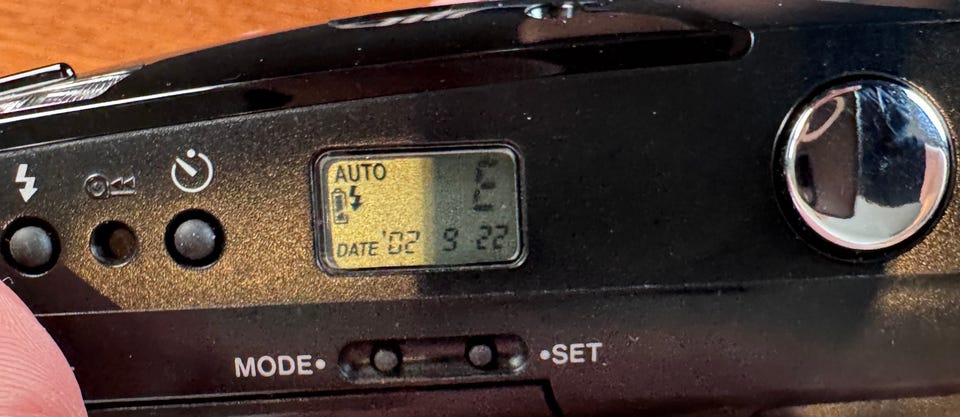 AUTO E
DATE '02 9 22
MODE• •SET